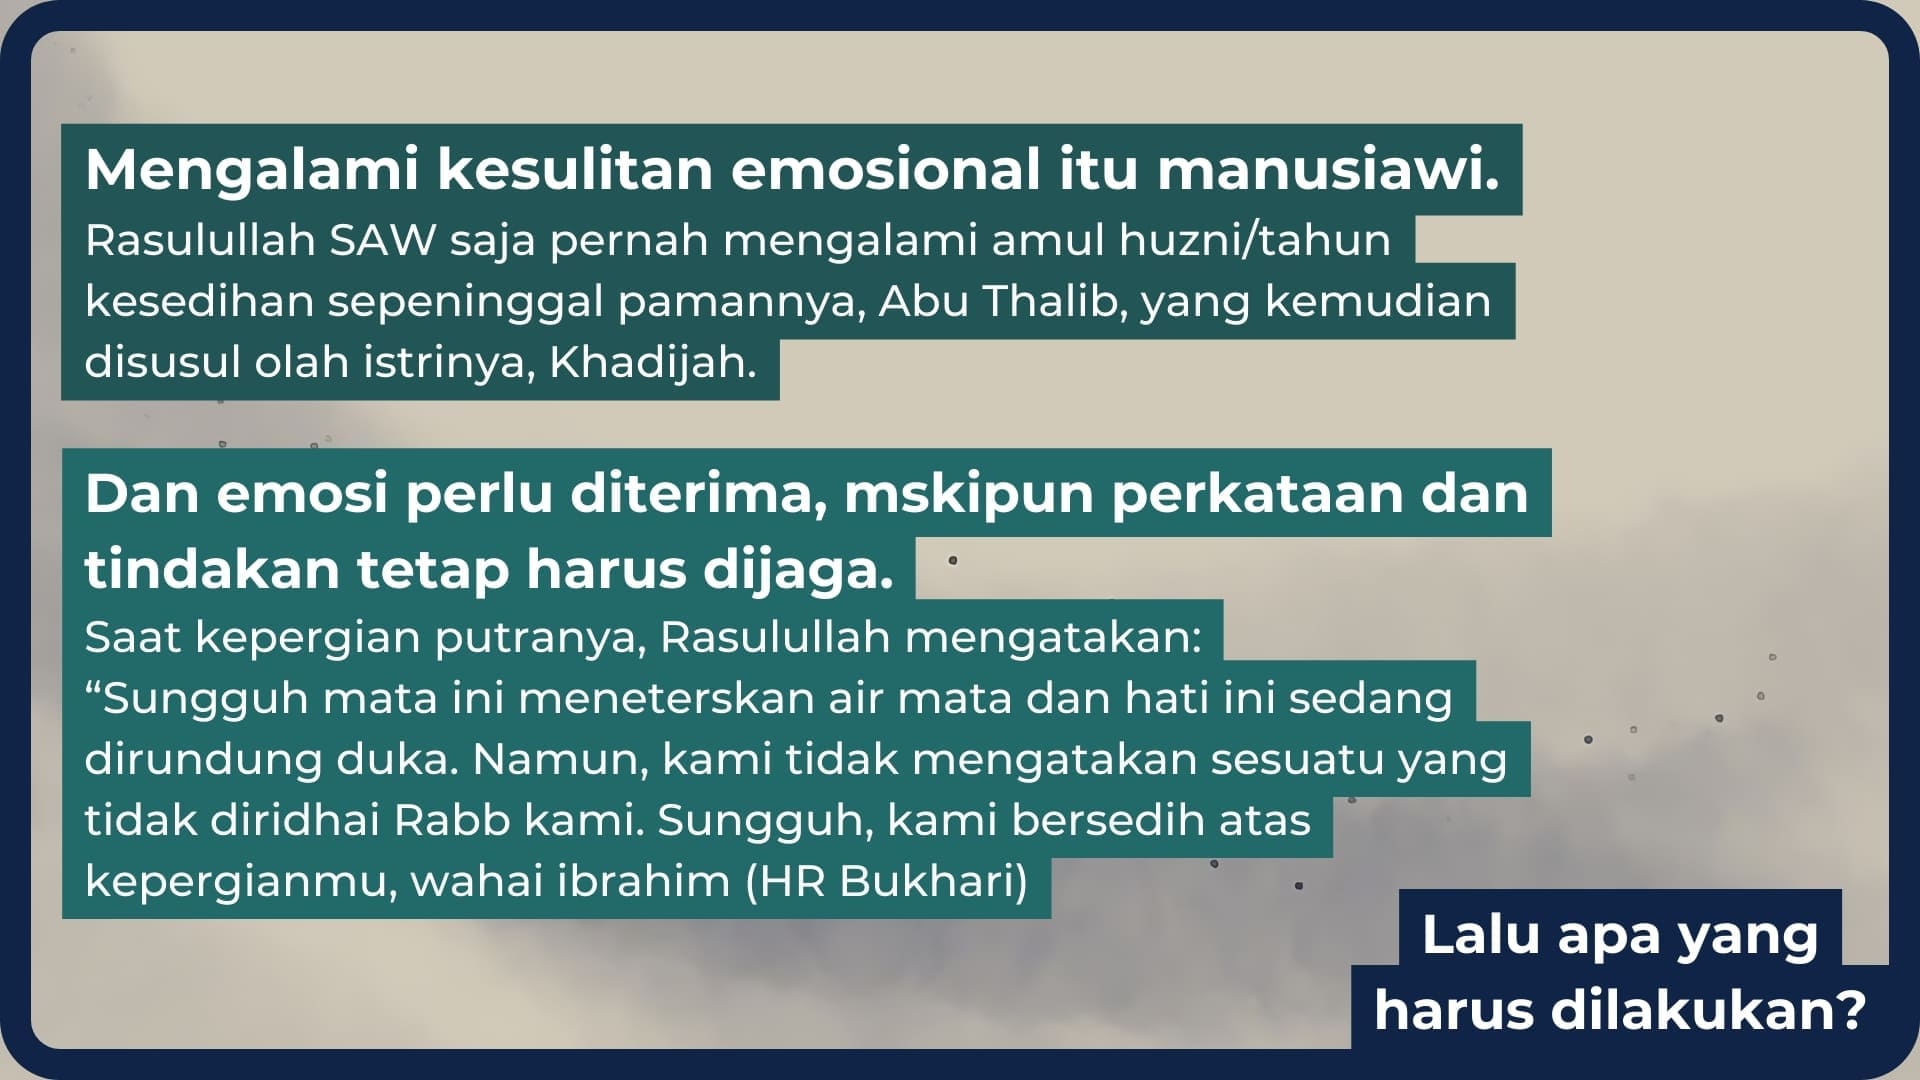 Mengalami kesulitan emosional itu manusiawi.
Rasulullah SAW saja pernah mengalami amul huzni/tahun
kesedihan sepeninggal pamannya, Abu Thalib, yang kemudian
disusul olah istrinya, Khadijah.
Dan emosi perlu diterima, mskipun perkataan dan
tindakan tetap harus dijaga.
Saat kepergian putranya, Rasulullah mengatakan:
“Sungguh mata ini meneterskan air mata dan hati ini sedang
dirundung duka. Namun, kami tidak mengatakan sesuatu yang
tidak diridhai Rabb kami. Sungguh, kami bersedih atas
kepergianmu, wahai ibrahim (HR Bukhari)
Lalu apa yang
harus dilakukan?